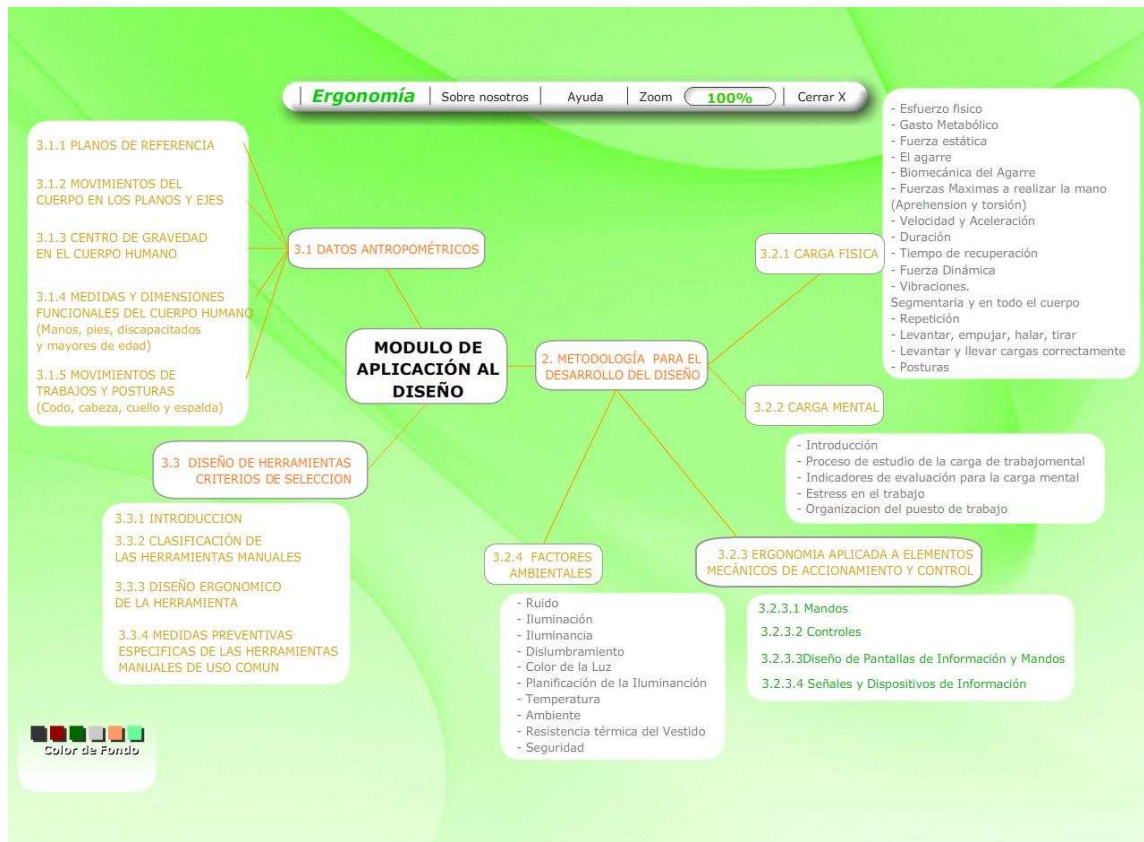 Ergonomía | Sobre nosotros | Ayuda | Zoom 100% | Cerrar X
3.1.1 PLANOS DE REFERENCIA
3.1.2 MOVIMIENTOS DEL
CUERPO EN LOS PLANOS Y EJES
3.1.3 CENTRO DE GRAVEDAD
EN EL CUERPO HUMANO
3.1.4 MEDIDAS Y DIMENSIONES
FUNCIONALES DEL CUERPO HUMANO
(Manos, pies, discapacitados
y mayores de edad)
3.1.5 MOVIMIENTOS DE
TRABAJOS Y POSTURAS
(Codo, cabeza, cuello y espalda)
3.1 DATOS ANTROPOMÉTRICOS
MODULO DE
APLICACIÓN AL
DISEÑO
2. METODOLOGÍA PARA EL
DESARROLLO DEL DISEÑO
3.2.1 CARGA FISICA
- Esfuerzo fisico
- Gasto Metabólico
- Fuerza estática
- El agarre
- Biomecánica del Agarre
- Fuerzas Maximas a realizar la mano
(Aprehension y torsión)
- Velocidad y Aceleración
- Duración
- Tiempo de recuperación
- Fuerza Dinámica
- Vibraciones.
Segmentaria y en todo el cuerpo
- Repetición
- Levantar, empujar, halar, tirar
- Levantar y llevar cargas correctamente
- Posturas
3.2.2 CARGA MENTAL
- Introducción
- Proceso de estudio de la carga de trabajomental
- Indicadores de evaluación para la carga mental
- Estress en el trabajo
- Organizacion del puesto de trabajo
3.3 DISEÑO DE HERRAMIENTAS
CRITERIOS DE SELECCION
3.3.1 INTRODUCCION
3.3.2 CLASIFICACIÓN DE
LAS HERRAMIENTAS MANUALES
3.3.3 DISEÑO ERGONOMICO
DE LA HERRAMIENTA
3.3.4 MEDIDAS PREVENTIVAS
ESPECIFICAS DE LAS HERRAMIENTAS
MANUALES DE USO COMUN
3.2.4 FACTORES
AMBIENTALES
- Ruido
- Iluminación
- Iluminancia
- Dislumbramiento
- Color de la Luz
- Planificación de la Iluminanción
- Temperatura
- Ambiente
- Resistencia térmica del Vestido
- Seguridad
3.2.3 ERGONOMIA APLICADA A ELEMENTOS
MECÁNICOS DE ACCIONAMIENTO Y CONTROL
3.2.3.1 Mandos
3.2.3.2 Controles
3.2.3.3Diseño de Pantallas de Información y Mandos
3.2.3.4 Señales y Dispositivos de Información
Color de Fondo